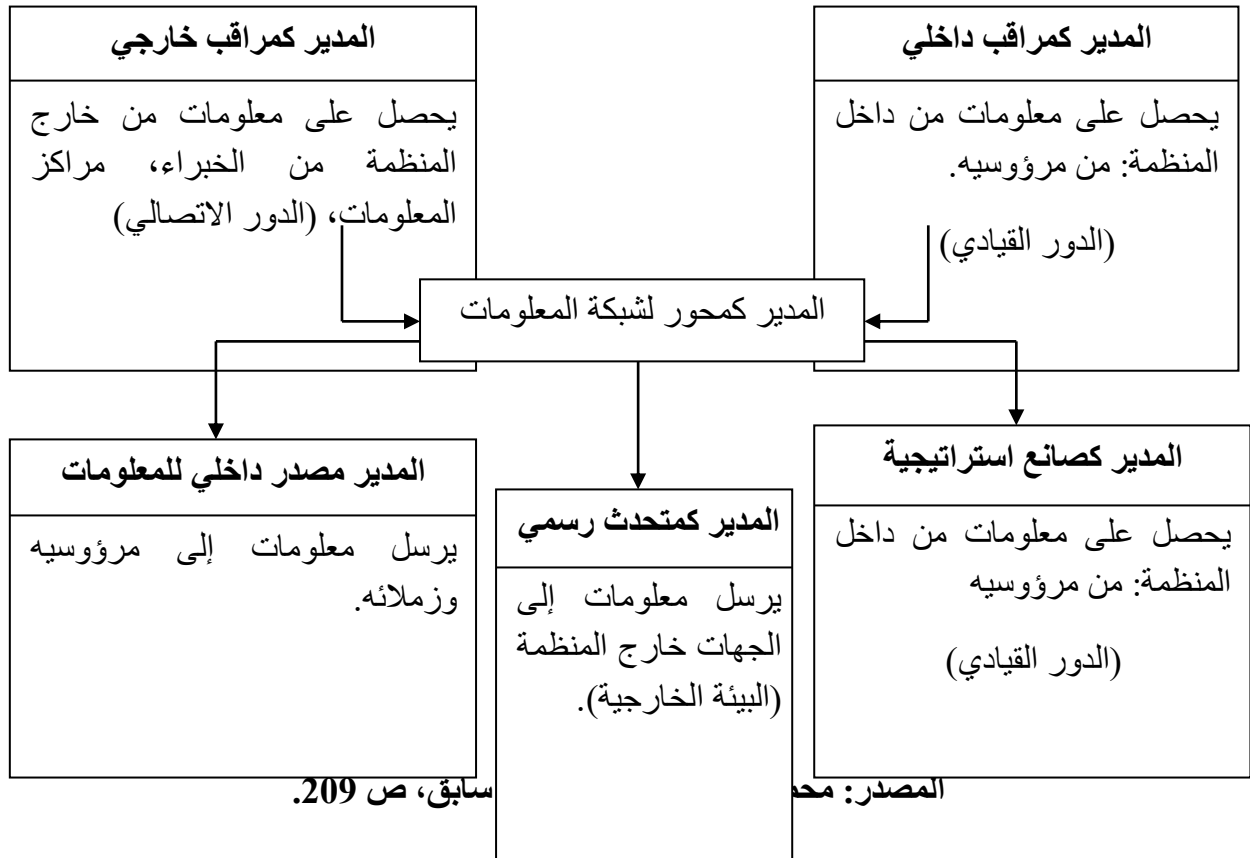 المدير كمراقب داخلي
يحصل على معلومات من داخل
المنظمة: من مرؤوسيه.
(الدور القيادي)
المدير كمراقب خارجي
يحصل على معلومات من خارج
المنظمة من الخبراء، مراكز
المعلومات، (الدور الاتصالي)
المدير كمحور لشبكة المعلومات
المدير كصانع استراتيجية
يحصل على معلومات من داخل
المنظمة: من مرؤوسيه
(الدور القيادي)
المدير كمتحدث رسمي
يرسل معلومات إلى
الجهات خارج المنظمة
(البيئة الخارجية).
المدير مصدر داخلي للمعلومات
يرسل معلومات إلى مرؤوسيه
وزملائه.
المصدر: سابق، ص 209.